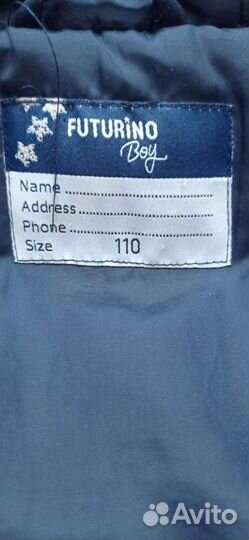 FUTURINO
Boy
Name
Address
Phone
Size 110
Avito